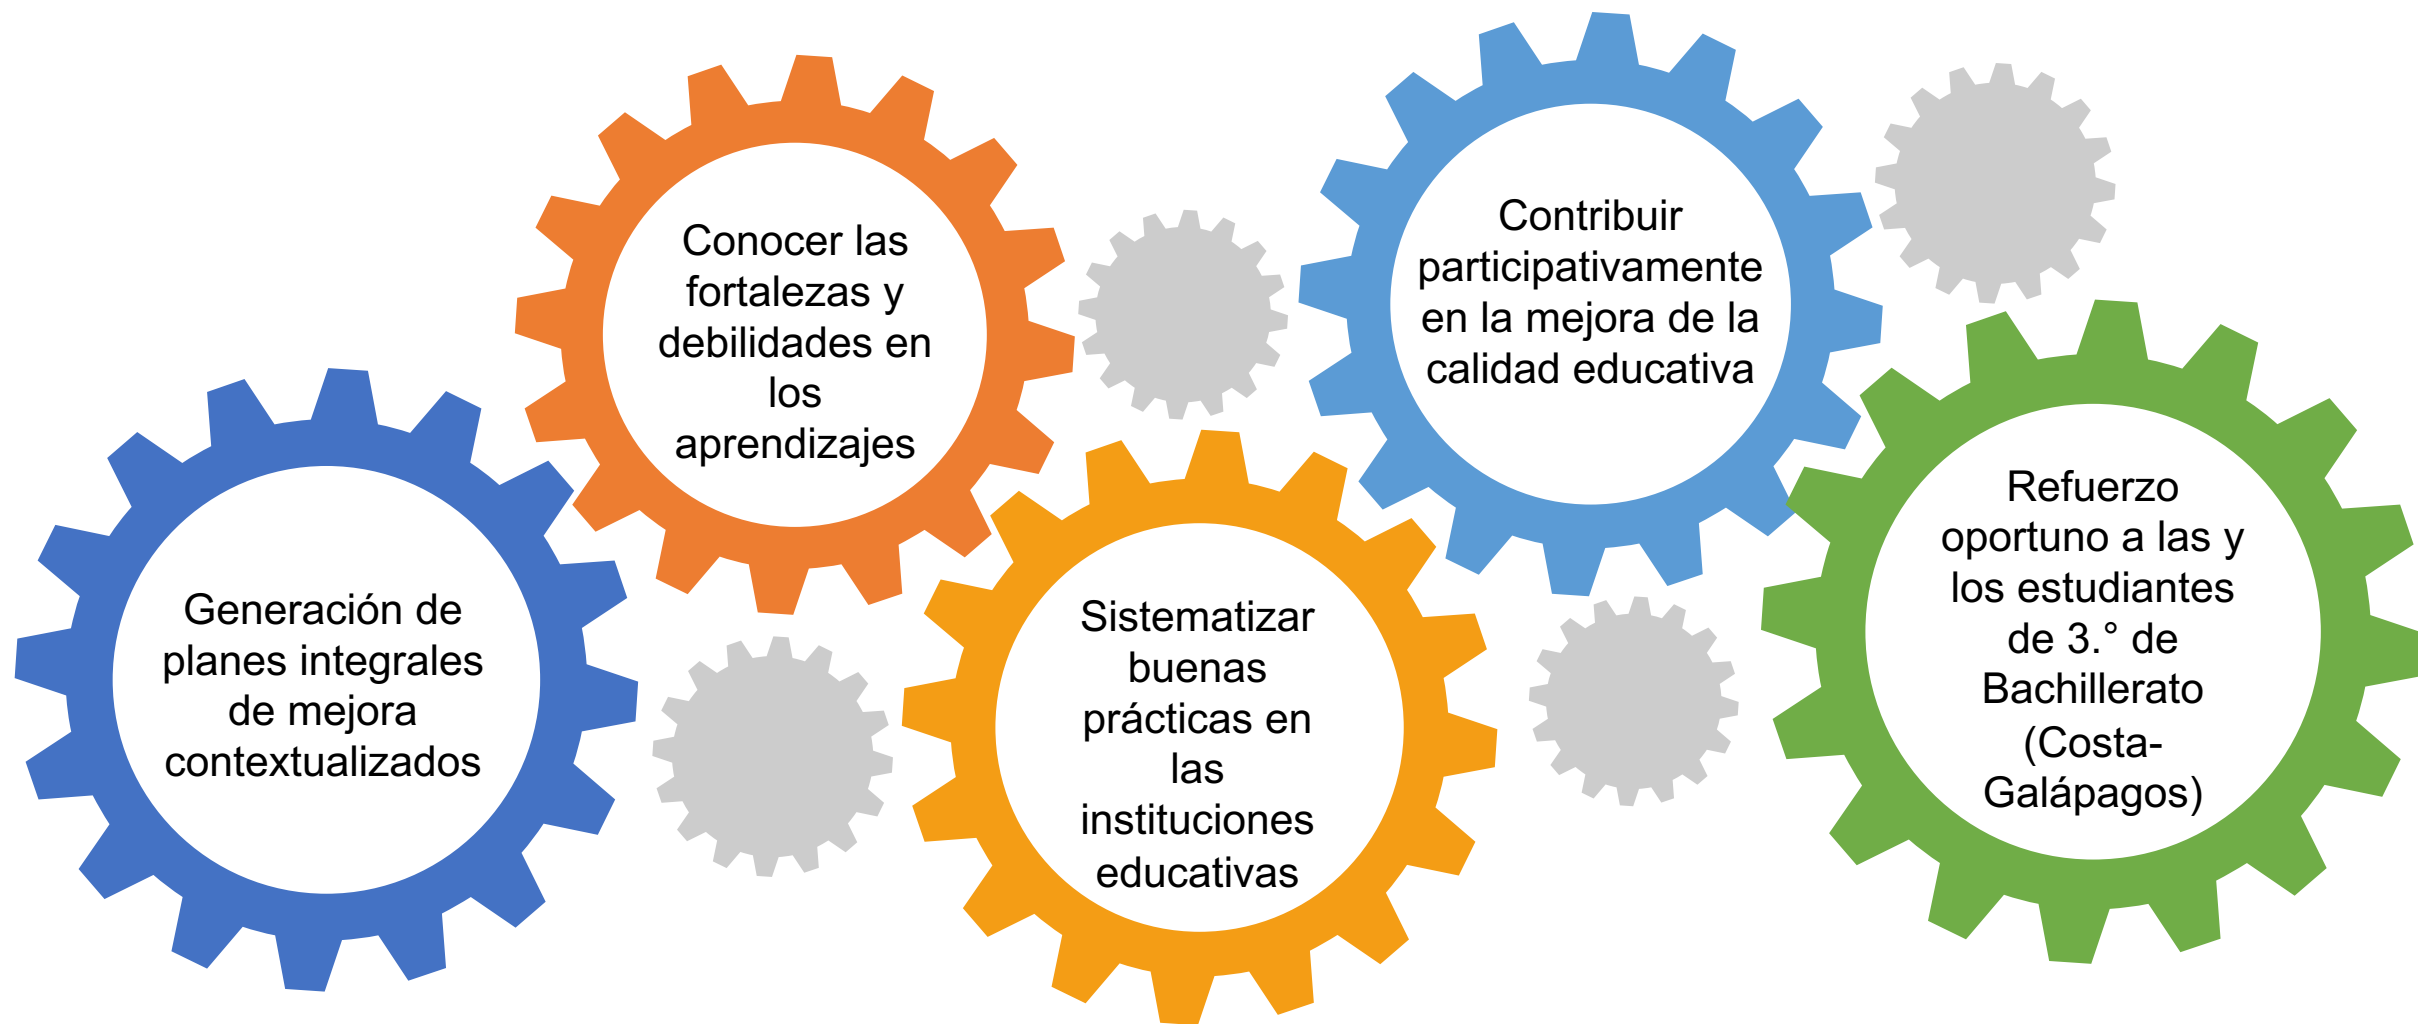 Generación de
planes integrales
de mejora
contextualizados
Conocer las
fortalezas y
debilidades en
los
aprendizajes
Sistematizar
buenas
prácticas en
las
instituciones
educativas
Contribuir
participativamente
en la mejora de la
calidad educativa
Refuerzo
oportuno a las y
los estudiantes
de 3.° de
Bachillerato
(Costa-
Galápagos)